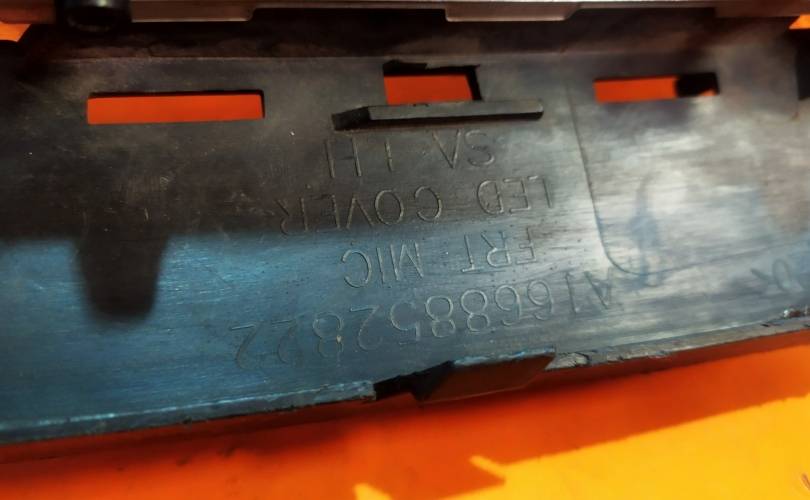 A1668852822
FRT MIC
LED COVER
SA LH